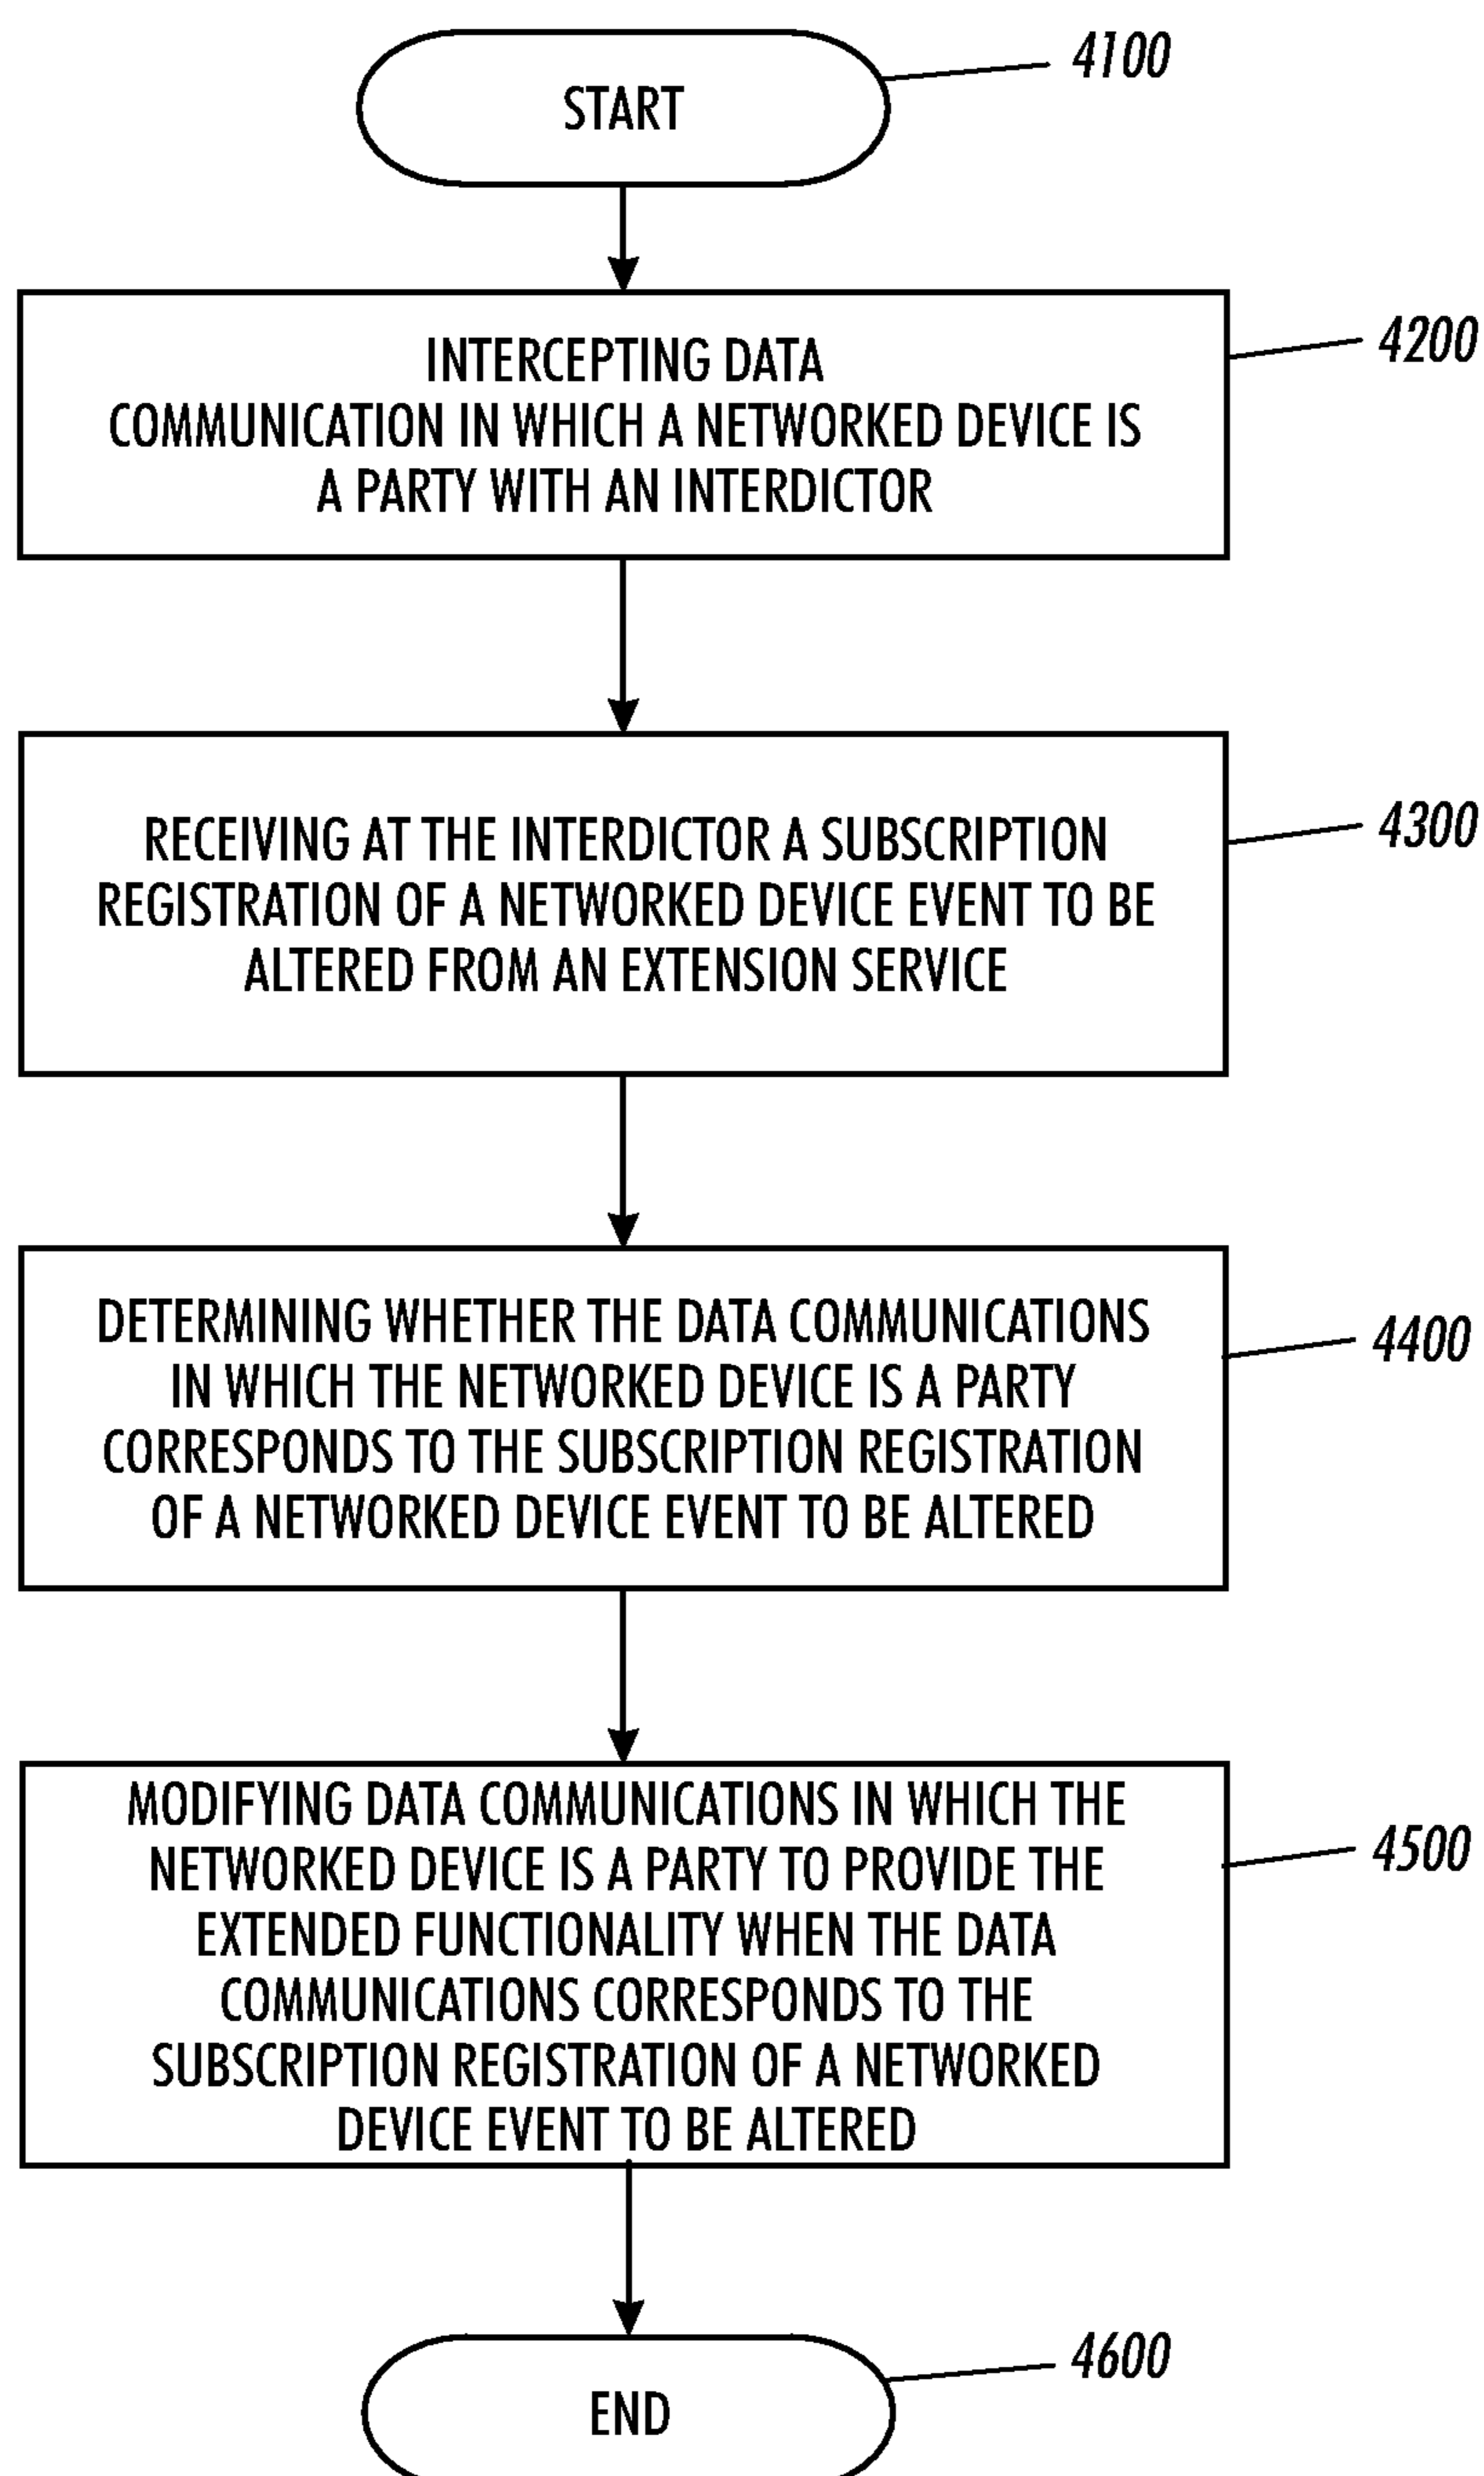 START
4100
INTERCEPTING DATA
COMMUNICATION IN WHICH A NETWORKED DEVICE IS
A PARTY WITH AN INTERDICTOR
4200
RECEIVING AT THE INTERDICTOR A SUBSCRIPTION
REGISTRATION OF A NETWORKED DEVICE EVENT TO BE
ALTERED FROM AN EXTENSION SERVICE
4300
DETERMINING WHETHER THE DATA COMMUNICATIONS
IN WHICH THE NETWORKED DEVICE IS A PARTY
CORRESPONDS TO THE SUBSCRIPTION REGISTRATION
OF A NETWORKED DEVICE EVENT TO BE ALTERED
4400
MODIFYING DATA COMMUNICATIONS IN WHICH THE
NETWORKED DEVICE IS A PARTY TO PROVIDE THE
EXTENDED FUNCTIONALITY WHEN THE DATA
COMMUNICATIONS CORRESPONDS TO THE
SUBSCRIPTION REGISTRATION OF A NETWORKED
DEVICE EVENT TO BE ALTERED
4500
END
4600